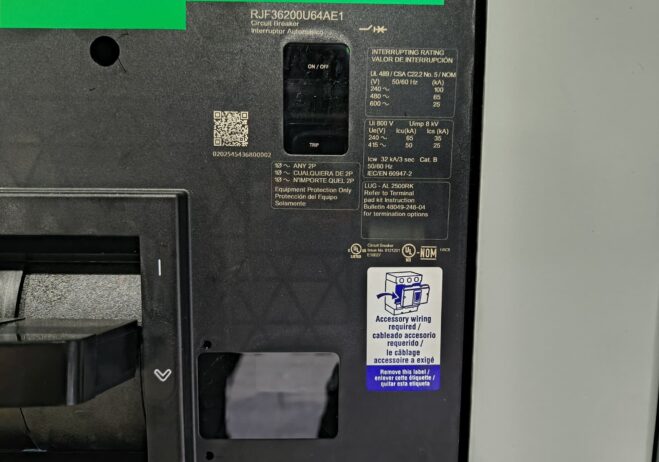 RJF36200U64AE1
Circuit Breaker
Interruptor Automático
ON / OFF
TRIP
INTERRUPTING RATING
VALOR DE INTERRUPCIÓN
UL 489 / CSA C22.2 No. 5 / NOM
(V) 50/60 Hz (kA)
240 ~ 100
480 ~ 65
600 ~ 25
Ui 800 V Uimp 8 kV
Ue(V) Icu(kA) Ics (kA)
240 ~ 65 35
415 ~ 50 25
Icw 32 kA/3 sec Cat. B
50/60 Hz
IEC/EN 60947-2
0202545436800002
1Ø ~ ANY 2P
1Ø ~ CUALQUIERA DE 2P
1Ø ~ N'IMPORTE QUEL 2P
Equipment Protection Only
Protección del Equipo
Solamente
LUG - AL 2500RK
Refer to Terminal
pad kit Instruction
Bulletin 48049-248-04
for termination options
UL
LISTED
Circuit Breaker
UL
NOM
Accessory wiring
required /
cableado accesorio
requerido /
le câblage
accessoire a exigé
Remove this label /
enlever cette étiquette /
quitar esta etiqueta